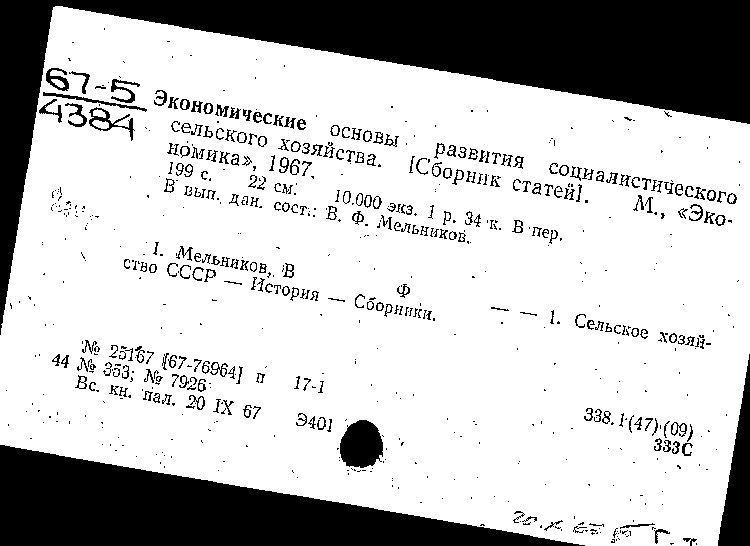 67-5
4384
Экономические основы развития социалистического
сельского хозяйства. [Сборник статей]. М., «Эко-
номика», 1967.
199 с. 22 см. 10.000 экз. 1 р. 34 к. В пер.
В вып. дан. сост.: В. Ф. Мельников.
1. Мельников, В Ф — — 1. Сельское хозяй-
ство СССР — История — Сборники.
№ 25167 [67-76964] п 17-1
44 № 353; № 7926
Вс. кн. пал. 20 IX 67 Э401
338.1(47)(09)
333С